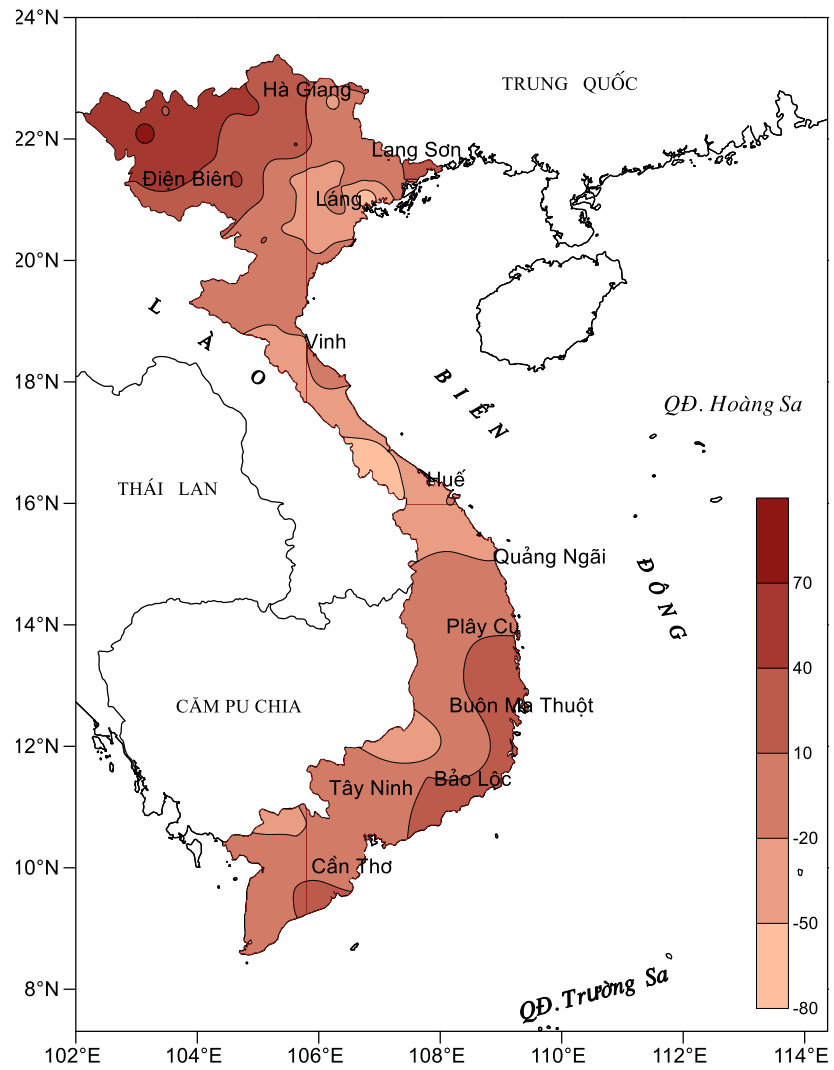 24°N
TRUNG QUỐC
Hà Giang
22°N
Lạng Sơn
Điện Biên
Láng
20°N
LÀO
Vinh
18°N
BIỂN
QĐ. Hoàng Sa
THÁI LAN
Huế
16°N
Quảng Ngãi
ĐÔNG
70
14°N
Plây Cu
40
CĂM PU CHIA
Buôn Ma Thuột
12°N
10
Bảo Lộc
Tây Ninh
-20
10°N
Cần Thơ
-50
8°N
QĐ. Trường Sa
-80
102°E 104°E 106°E 108°E 110°E 112°E 114°E